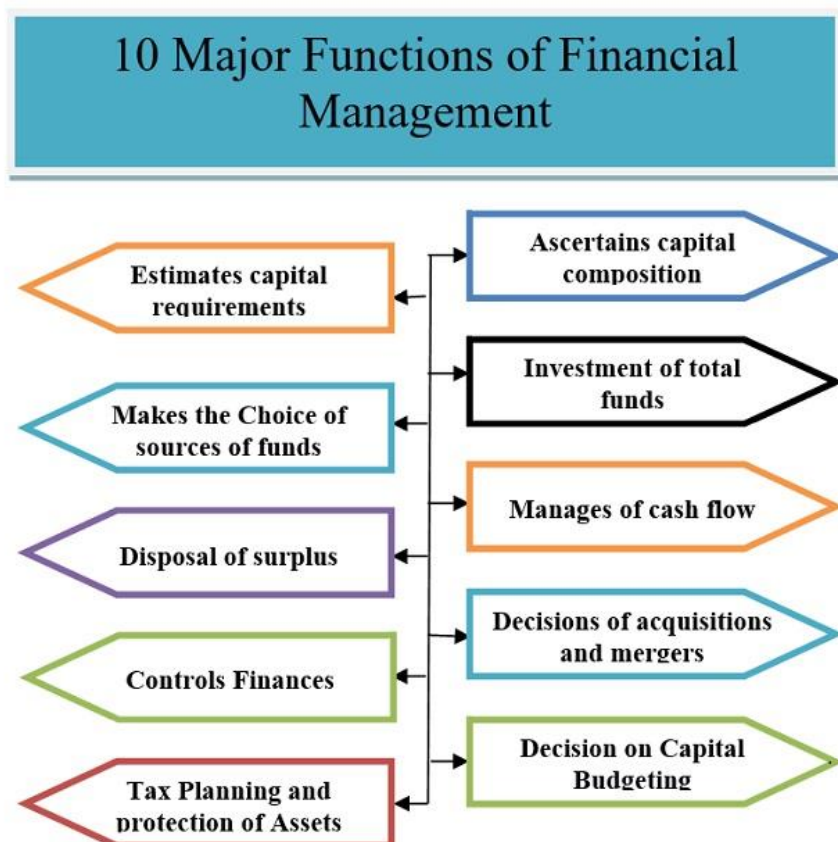 10 Major Functions of Financial
Management
Estimates capital
requirements
Ascertains capital
composition
Makes the Choice of
sources of funds
Investment of total
funds
Disposal of surplus
Manages of cash flow
Controls Finances
Decisions of acquisitions
and mergers
Tax Planning and
protection of Assets
Decision on Capital
Budgeting